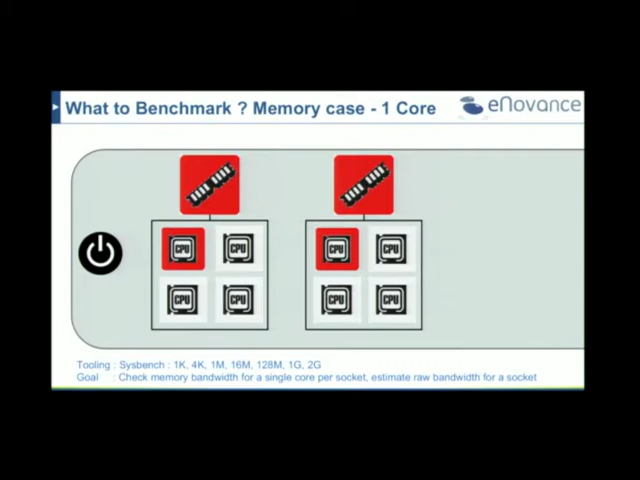 What to Benchmark ? Memory case - 1 Core
eNovance
CPU CPU CPU CPU
CPU CPU CPU CPU
Tooling : Sysbench : 1K, 4K, 1M, 16M, 128M, 1G, 2G
Goal : Check memory bandwidth for a single core per socket, estimate raw bandwidth for a socket